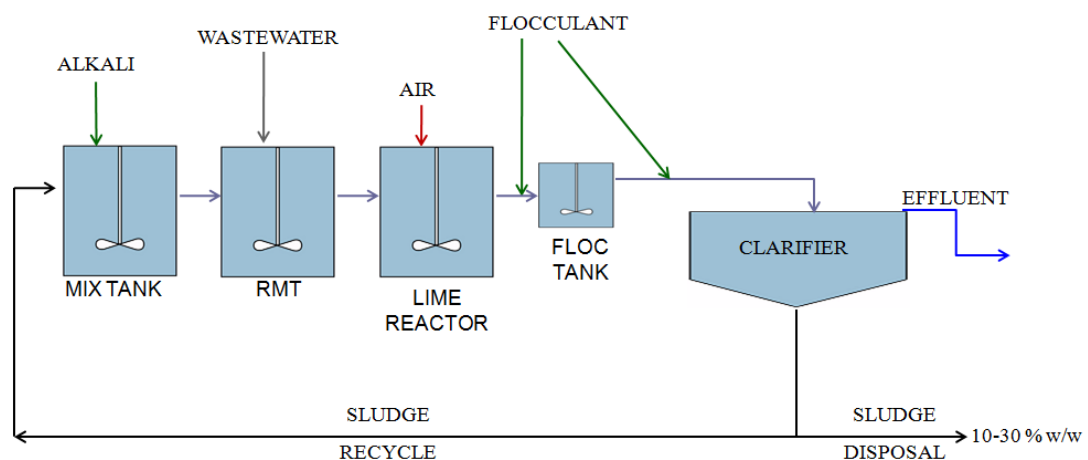 FLOCCULANT
WASTEWATER
ALKALI
AIR
EFFLUENT
CLARIFIER
FLOC
TANK
MIX TANK
RMT
LIME
REACTOR
SLUDGE
RECYCLE
SLUDGE
DISPOSAL
10-30 % w/w